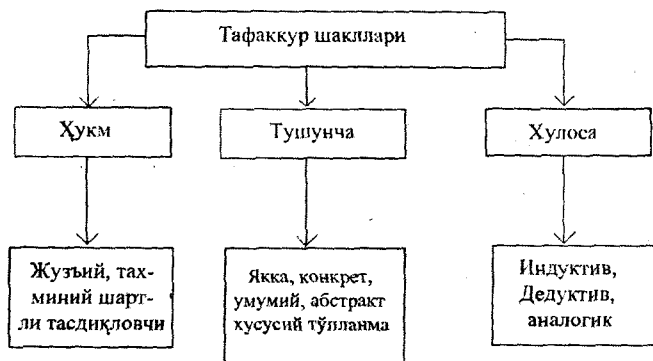 Тафаккур шакллари
Ҳукм
Тушунча
Хулоса
Жузъий, тах-
миний шарт-
ли тасдиқловчи
Якка, конкрет,
умумий, абстракт
хусусий тўпланма
Индуктив,
Дедуктив,
аналогик